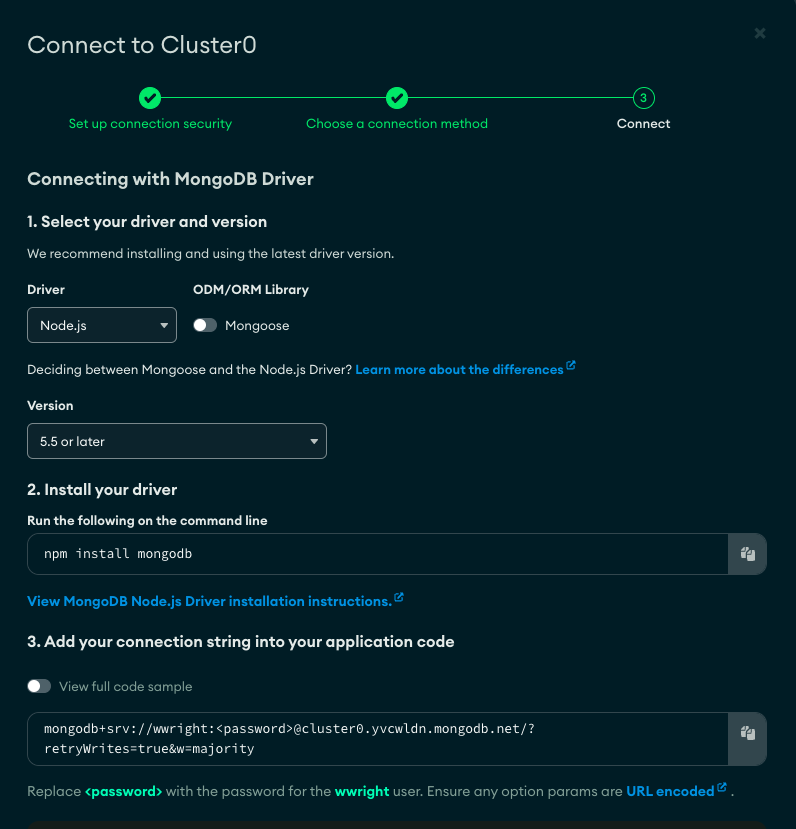 Connect to Cluster0
3
Set up connection security
Choose a connection method
Connect
Connecting with MongoDB Driver
1. Select your driver and version
We recommend installing and using the latest driver version.
Driver
ODM/ORM Library
Node.js
Mongoose
Deciding between Mongoose and the Node.js Driver? Learn more about the differences
Version
5.5 or later
2. Install your driver
Run the following on the command line
npm install mongodb
View MongoDB Node.js Driver installation instructions.
3. Add your connection string into your application code
View full code sample
mongodb+srv://wwright:<password>@cluster0.yvcwldn.mongodb.net/?
retryWrites=true&w=majority
Replace <password> with the password for the wwright user. Ensure any option params are URL encoded .